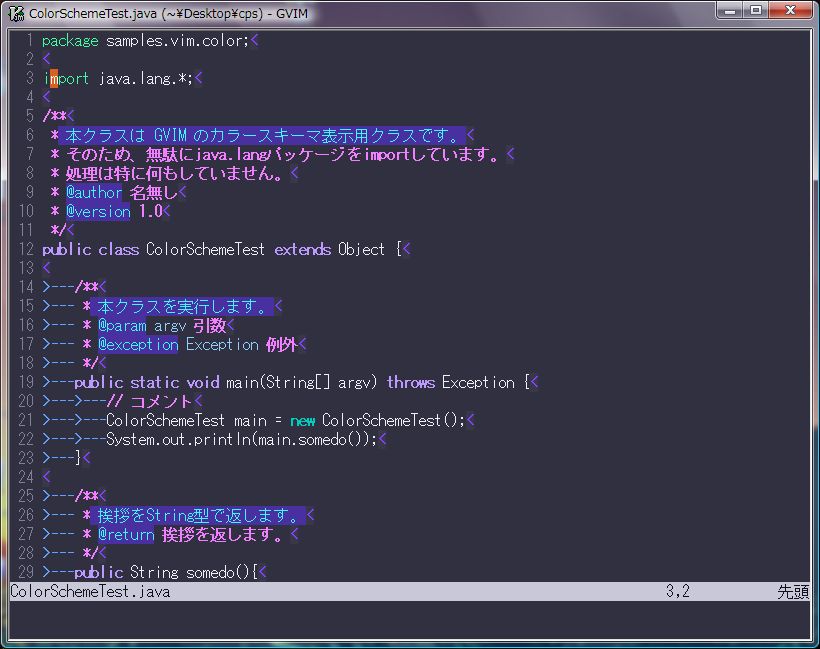 ColorSchemeTest.java (~¥Desktop¥cps) - GVIM
1 package samples.vim.color;<
2 <
3 import java.lang.*;<
4 <
5 /**<
6  * 本クラスは GVIM のカラースキーマ表示用クラスです。<
7  * そのため、無駄にjava.langパッケージをimportしています。<
8  * 処理は特に何もしていません。<
9  * @author 名無し<
10  * @version 1.0<
11  */<
12 public class ColorSchemeTest extends Object {<
13 <
14 >---/**<
15 >--- * 本クラスを実行します。<
16 >--- * @param argv 引数<
17 >--- * @exception Exception 例外<
18 >--- */<
19 >---public static void main(String[] argv) throws Exception {<
20 >--->---// コメント<
21 >--->---ColorSchemeTest main = new ColorSchemeTest();<
22 >--->---System.out.println(main.somedo());<
23 >---}<
24 <
25 >---/**<
26 >--- * 挨拶をString型で返します。<
27 >--- * @return 挨拶を返します。<
28 >--- */<
29 >---public String somedo(){<
ColorSchemeTest.java 3,2 先頭